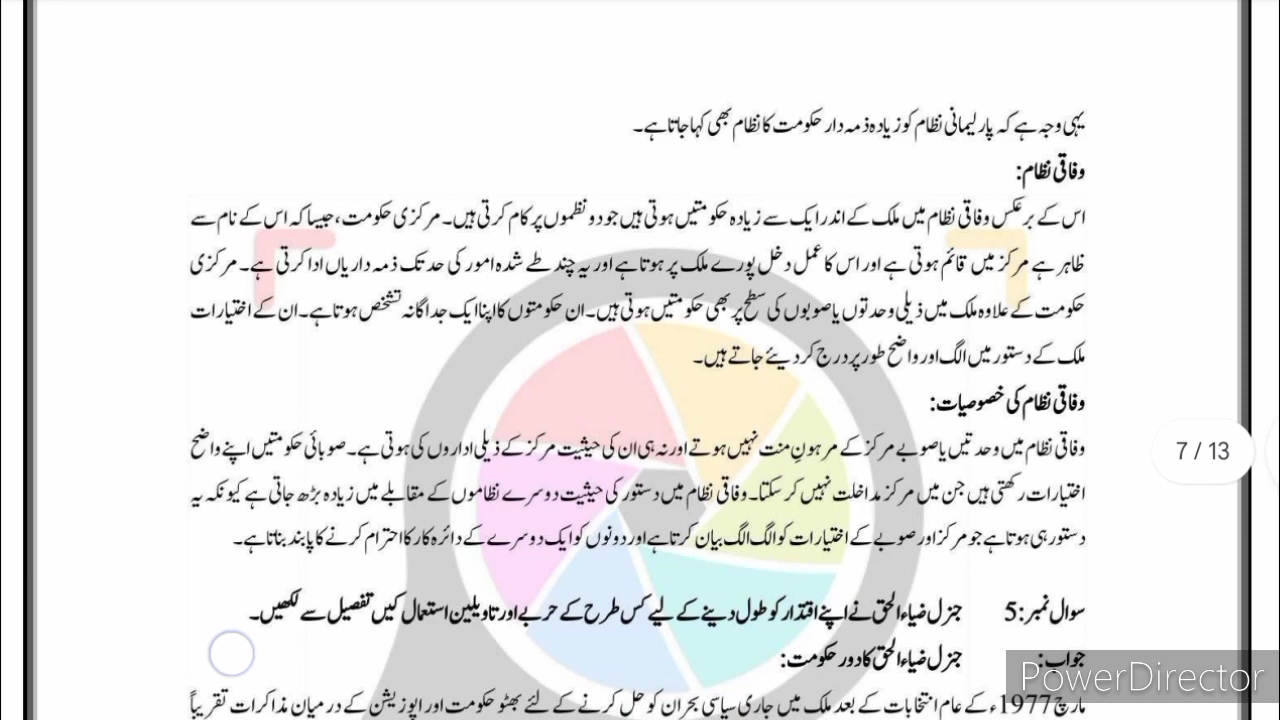 یہی وجہ ہے کہ پارلیمانی نظام کو زیادہ ذمہ دار حکومت کا نظام بھی کہا جاتا ہے۔
وفاقی نظام:
اس کے برعکس وفاقی نظام میں ملک کے اندر ایک سے زیادہ حکومتیں ہوتی ہیں جو دو نظموں پر کام کرتی ہیں۔ مرکزی حکومت، جیسا کہ اس کے نام سے
ظاہر ہے مرکز میں قائم ہوتی ہے اور اس کا عمل دخل پورے ملک پر ہوتا ہے اور یہ چند طے شدہ امور کی حد تک ذمہ داریاں ادا کرتی ہے۔ مرکزی
حکومت کے علاوہ ملک میں ذیلی وحدتوں یا صوبوں کی سطح پر بھی حکومتیں ہوتی ہیں۔ ان حکومتوں کا اپنا ایک جداگانہ تشخص ہوتا ہے۔ ان کے اختیارات
ملک کے دستور میں الگ اور واضح طور پر درج کر دیئے جاتے ہیں۔
وفاقی نظام کی خصوصیات:
وفاقی نظام میں وحدتیں یا صوبے مرکز کے مرہونِ منت نہیں ہوتے اور نہ ہی ان کی حیثیت مرکز کے ذیلی اداروں کی ہوتی ہے۔ صوبائی حکومتیں اپنے واضح
اختیارات رکھتی ہیں جن میں مرکز مداخلت نہیں کر سکتا۔ وفاقی نظام میں دستور کی حیثیت دوسرے نظاموں کے مقابلے میں زیادہ بڑھ جاتی ہے کیونکہ یہ
دستور ہی ہوتا ہے جو مرکز اور صوبے کے اختیارات کو الگ الگ بیان کرتا ہے اور دونوں کو ایک دوسرے کے دائرہ کار کا احترام کرنے کا پابند بناتا ہے۔
7 / 13
سوال نمبر:5 جنرل ضیاء الحق نے اپنے اقتدار کو طول دینے کے لیے کس طرح کے حربے اور تاویلین استعمال کیں تفصیل سے لکھیں۔
جواب: جنرل ضیاء الحق کا دور حکومت:
PowerDirector
مارچ 1977ء کے عام انتخابات کے بعد ملک میں جاری سیاسی بحران کو حل کرنے کے لئے بھٹو حکومت اور اپوزیشن کے درمیان مذاکرات تقریباً